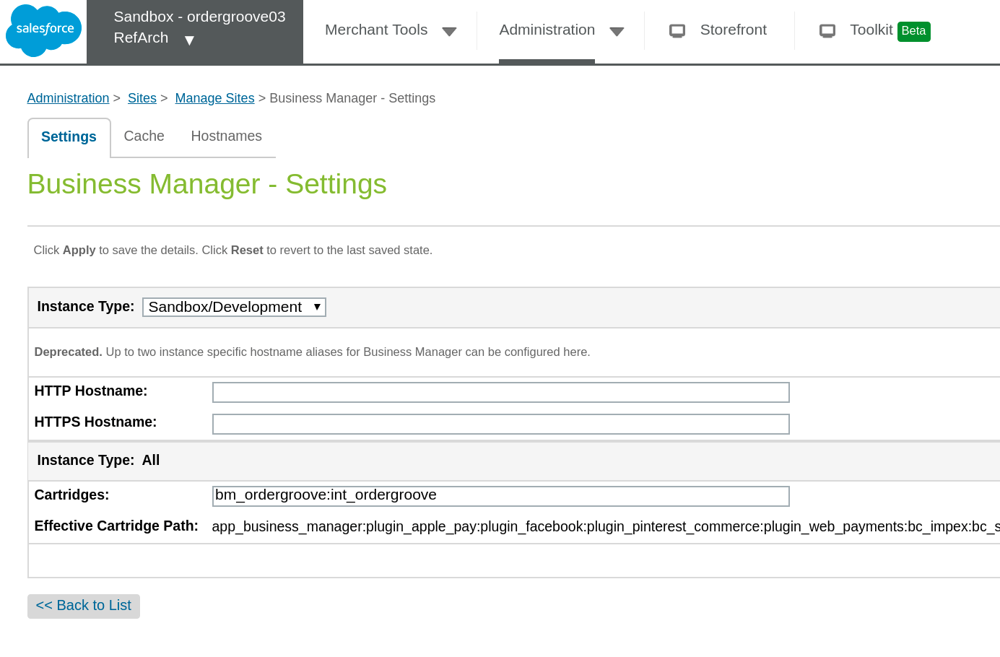 salesforce
Sandbox - ordergroove03
RefArch ▼
Merchant Tools
Administration
Storefront
Toolkit Beta
Administration > Sites > Manage Sites > Business Manager - Settings
Settings Cache Hostnames
Business Manager - Settings
Click Apply to save the details. Click Reset to revert to the last saved state.
Instance Type: Sandbox/Development ▼
Deprecated. Up to two instance specific hostname aliases for Business Manager can be configured here.
HTTP Hostname:
HTTPS Hostname:
Instance Type: All
Cartridges: bm_ordergroove:int_ordergroove
Effective Cartridge Path: app_business_manager:plugin_apple_pay:plugin_facebook:plugin_pinterest_commerce:plugin_web_payments:bc_impex:bc_s
<< Back to List